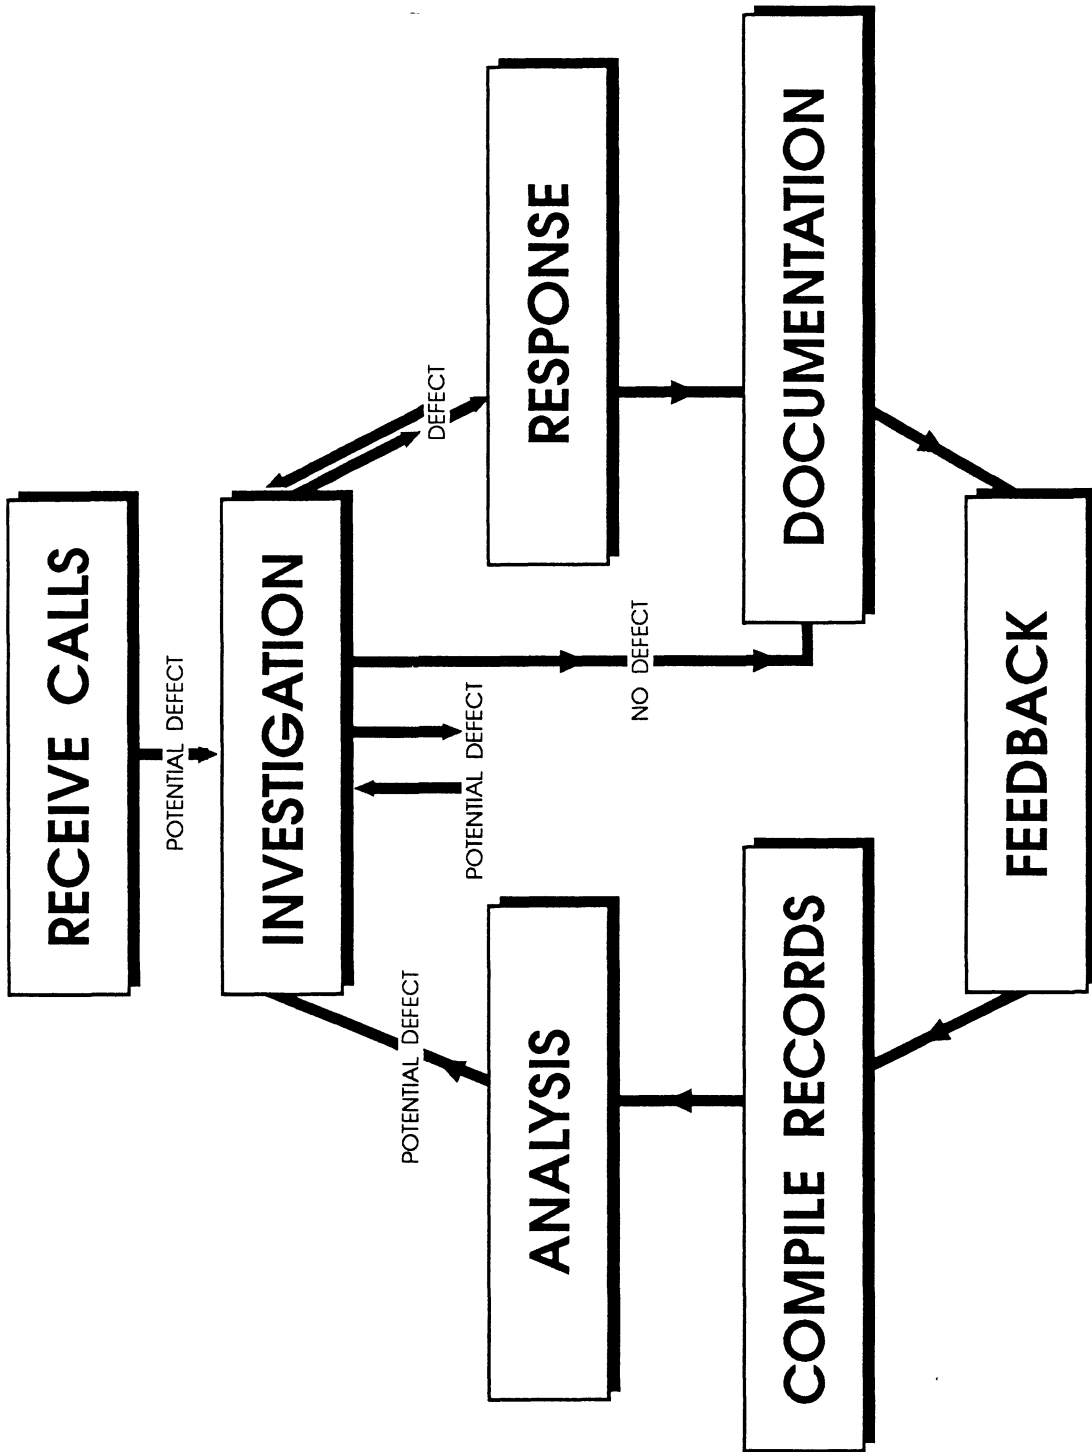 RECEIVE CALLS
POTENTIAL DEFECT
INVESTIGATION
POTENTIAL DEFECT
DEFECT
POTENTIAL DEFECT
NO DEFECT
ANALYSIS
RESPONSE
COMPILE RECORDS
DOCUMENTATION
FEEDBACK